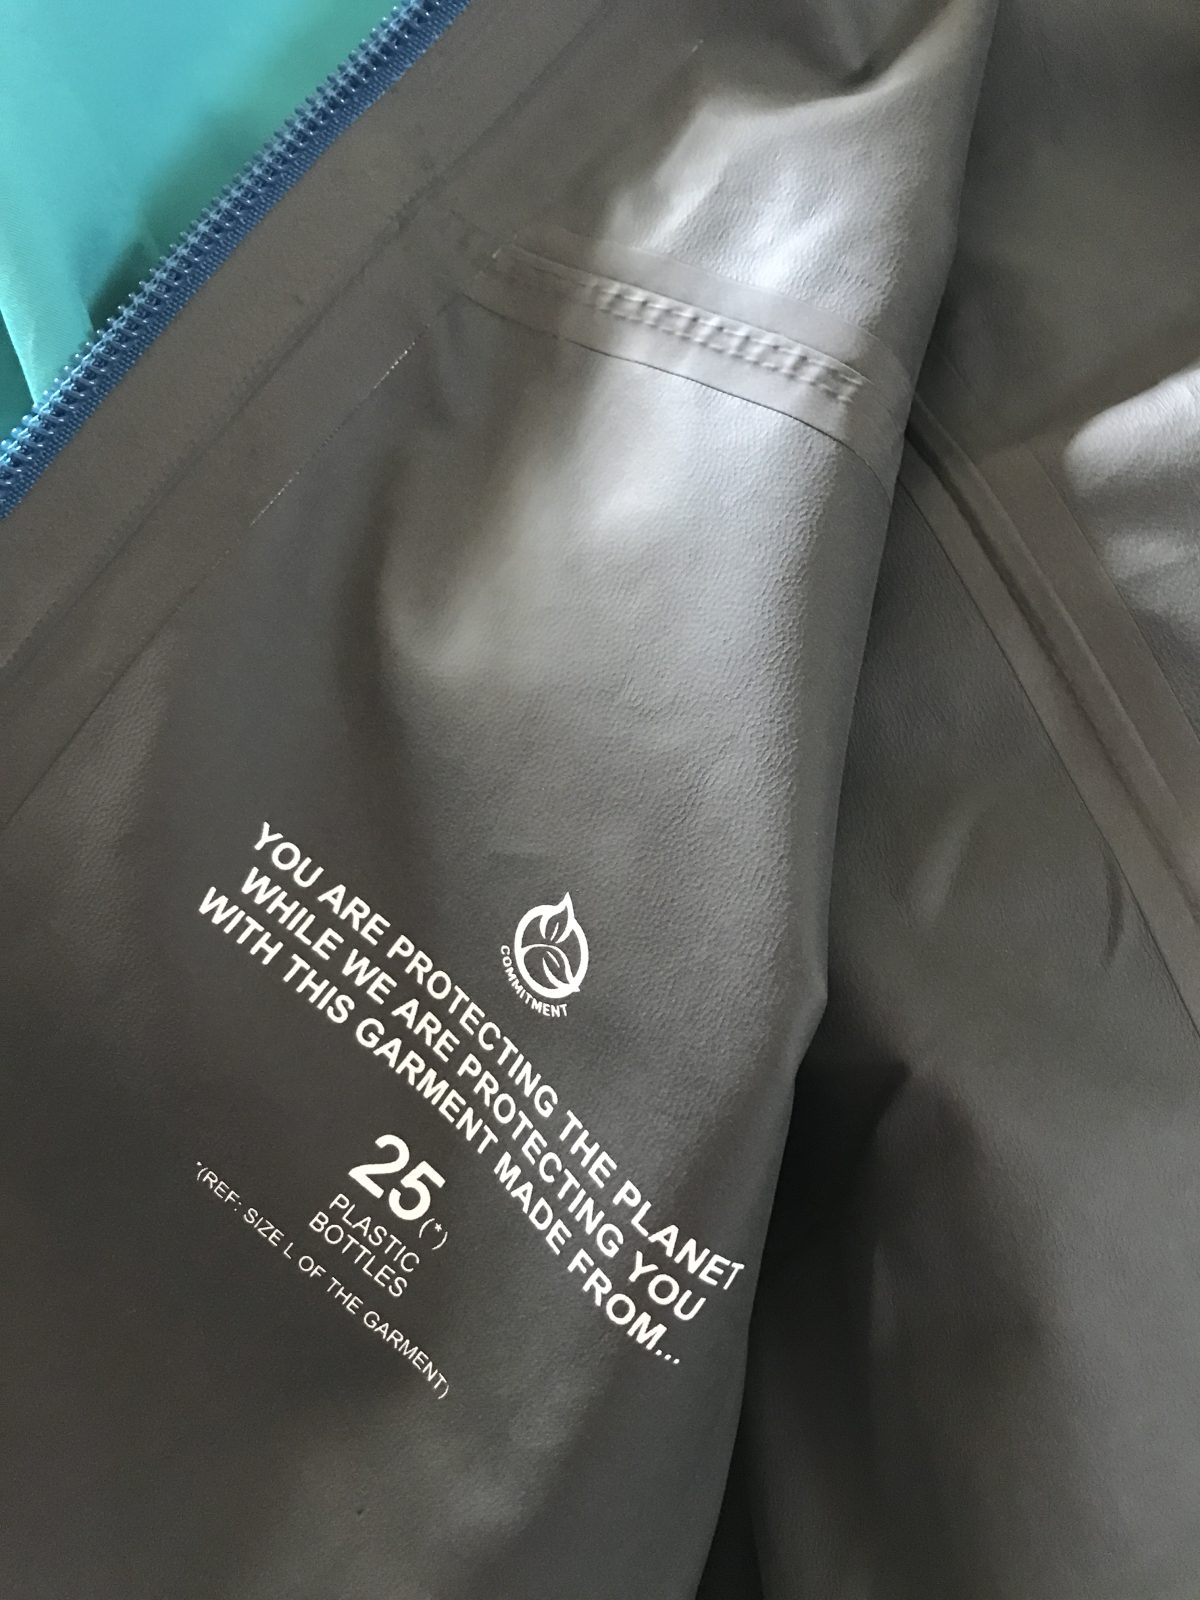 COMMITMENT
YOU ARE PROTECTING THE PLANET
WHILE WE ARE PROTECTING YOU
WITH THIS GARMENT MADE FROM...
25(*)
PLASTIC
BOTTLES
*(REF: SIZE L OF THE GARMENT)